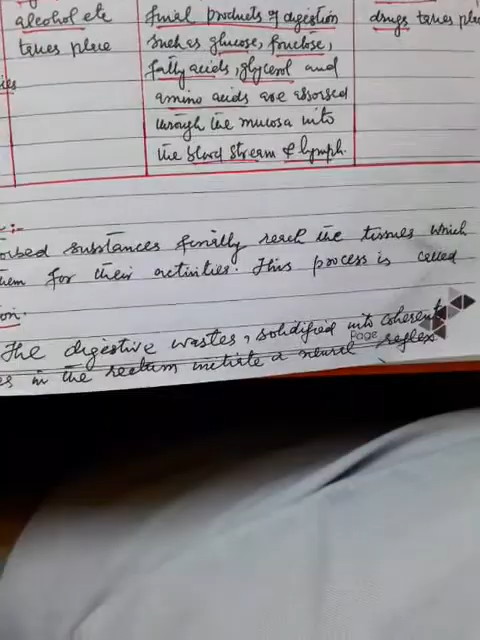 alcohol etc
takes place
final products of digestion
such as glucose, fructose,
fatty acids, glycerol and
amino acids are absorbed
through the mucosa into
the blood stream & lymph.
drugs takes
orbed substances finally reach the tissues which
them for their activities. This process is called
on.
The digestive wastes, solidified into coherent
es in the rectum initiate a neural reflex
Page